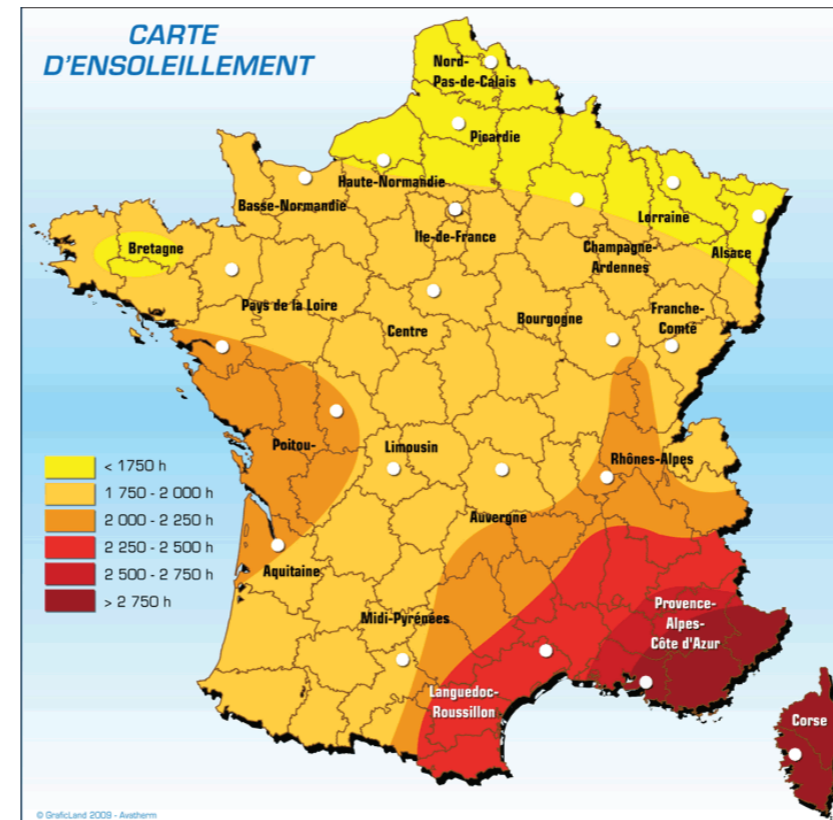 CARTE
D'ENSOLEILLEMENT
Nord-
Pas-de-Calais
Picardie
Haute-Normandie
Basse-Normandie
Ile-de-France
Lorraine
Alsace
Champagne-
Ardennes
Bretagne
Pays de la Loire
Centre
Bourgogne
Franche-
Comté
Poitou-
Limousin
Rhônes-Alpes
Auvergne
Aquitaine
Midi-Pyrénées
Languedoc-
Roussillon
Provence-
Alpes-
Côte d'Azur
Corse
< 1750 h
1 750 - 2 000 h
2 000 - 2 250 h
2 250 - 2 500 h
2 500 - 2 750 h
> 2 750 h
© GraficLand 2009 - Avatherm